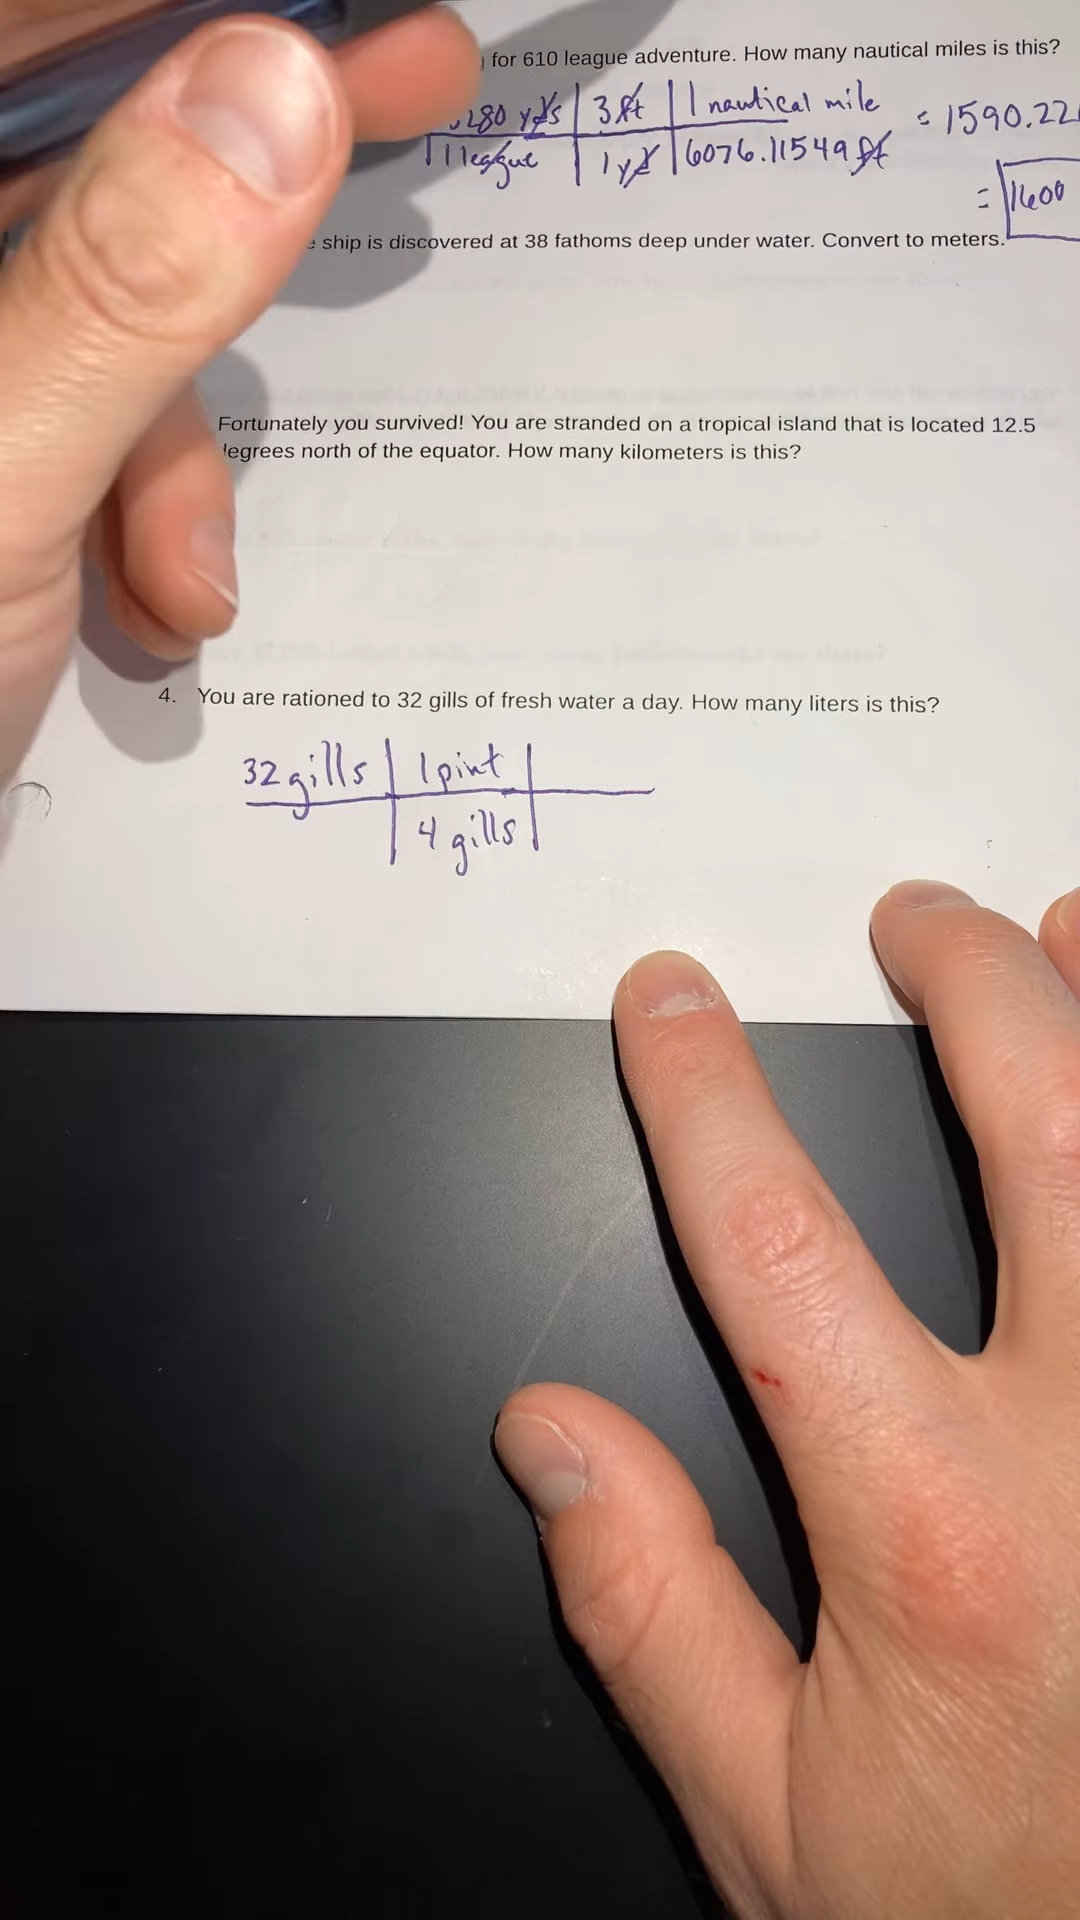 for 610 league adventure. How many nautical miles is this?
280 yds | 3 ft | 1 nautical mile = 1590.22
1 league | 1 yd | 6076.11549 ft
= 1600
ship is discovered at 38 fathoms deep under water. Convert to meters.
Fortunately you survived! You are stranded on a tropical island that is located 12.5
degrees north of the equator. How many kilometers is this?
4. You are rationed to 32 gills of fresh water a day. How many liters is this?
32 gills | 1 pint |
4 gills